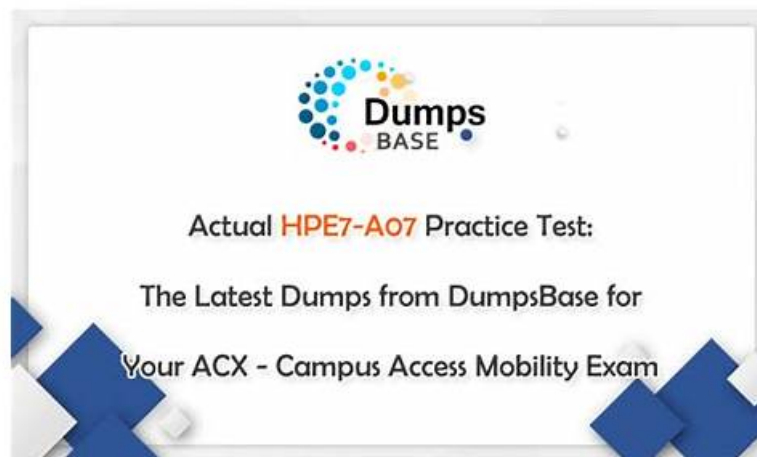 Dumps
BASE
Actual HPE7-A07 Practice Test:
The Latest Dumps from DumpsBase for
Your ACX - Campus Access Mobility Exam